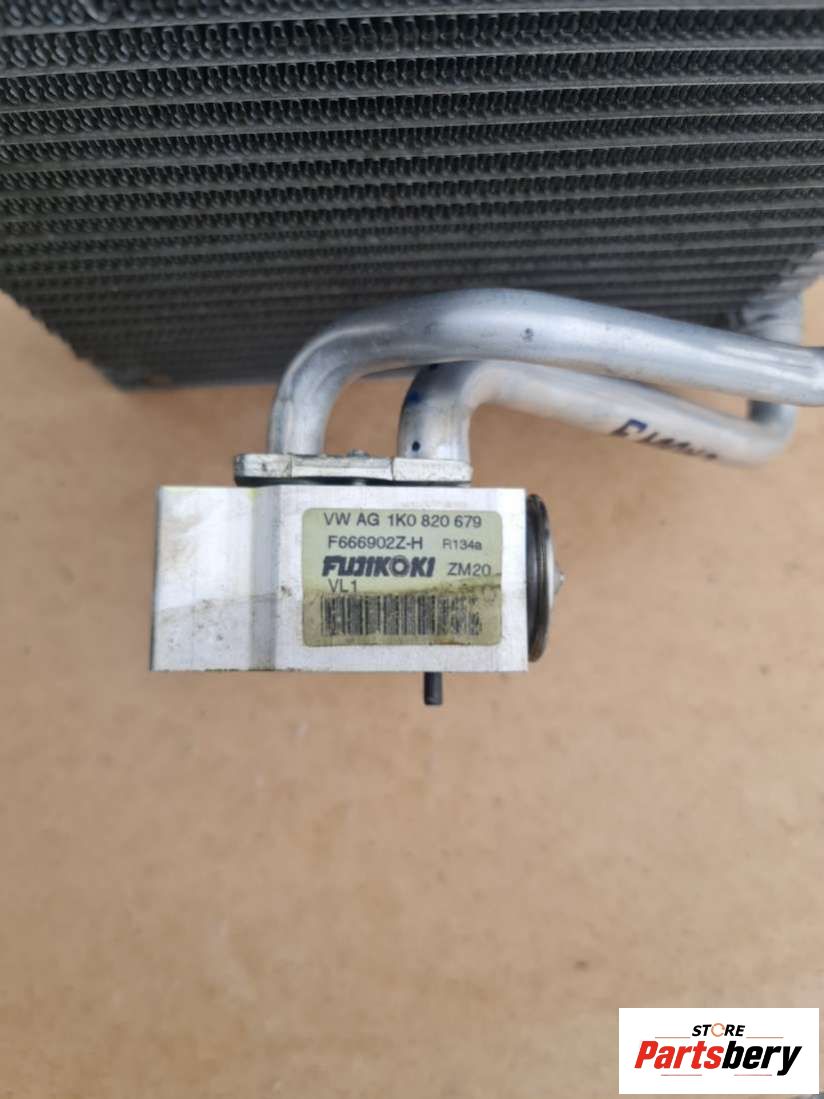 VW AG 1K0 820 679
F666902Z-H R134a
FUJIKOKI ZM20
VL1
STORE
Partsbery